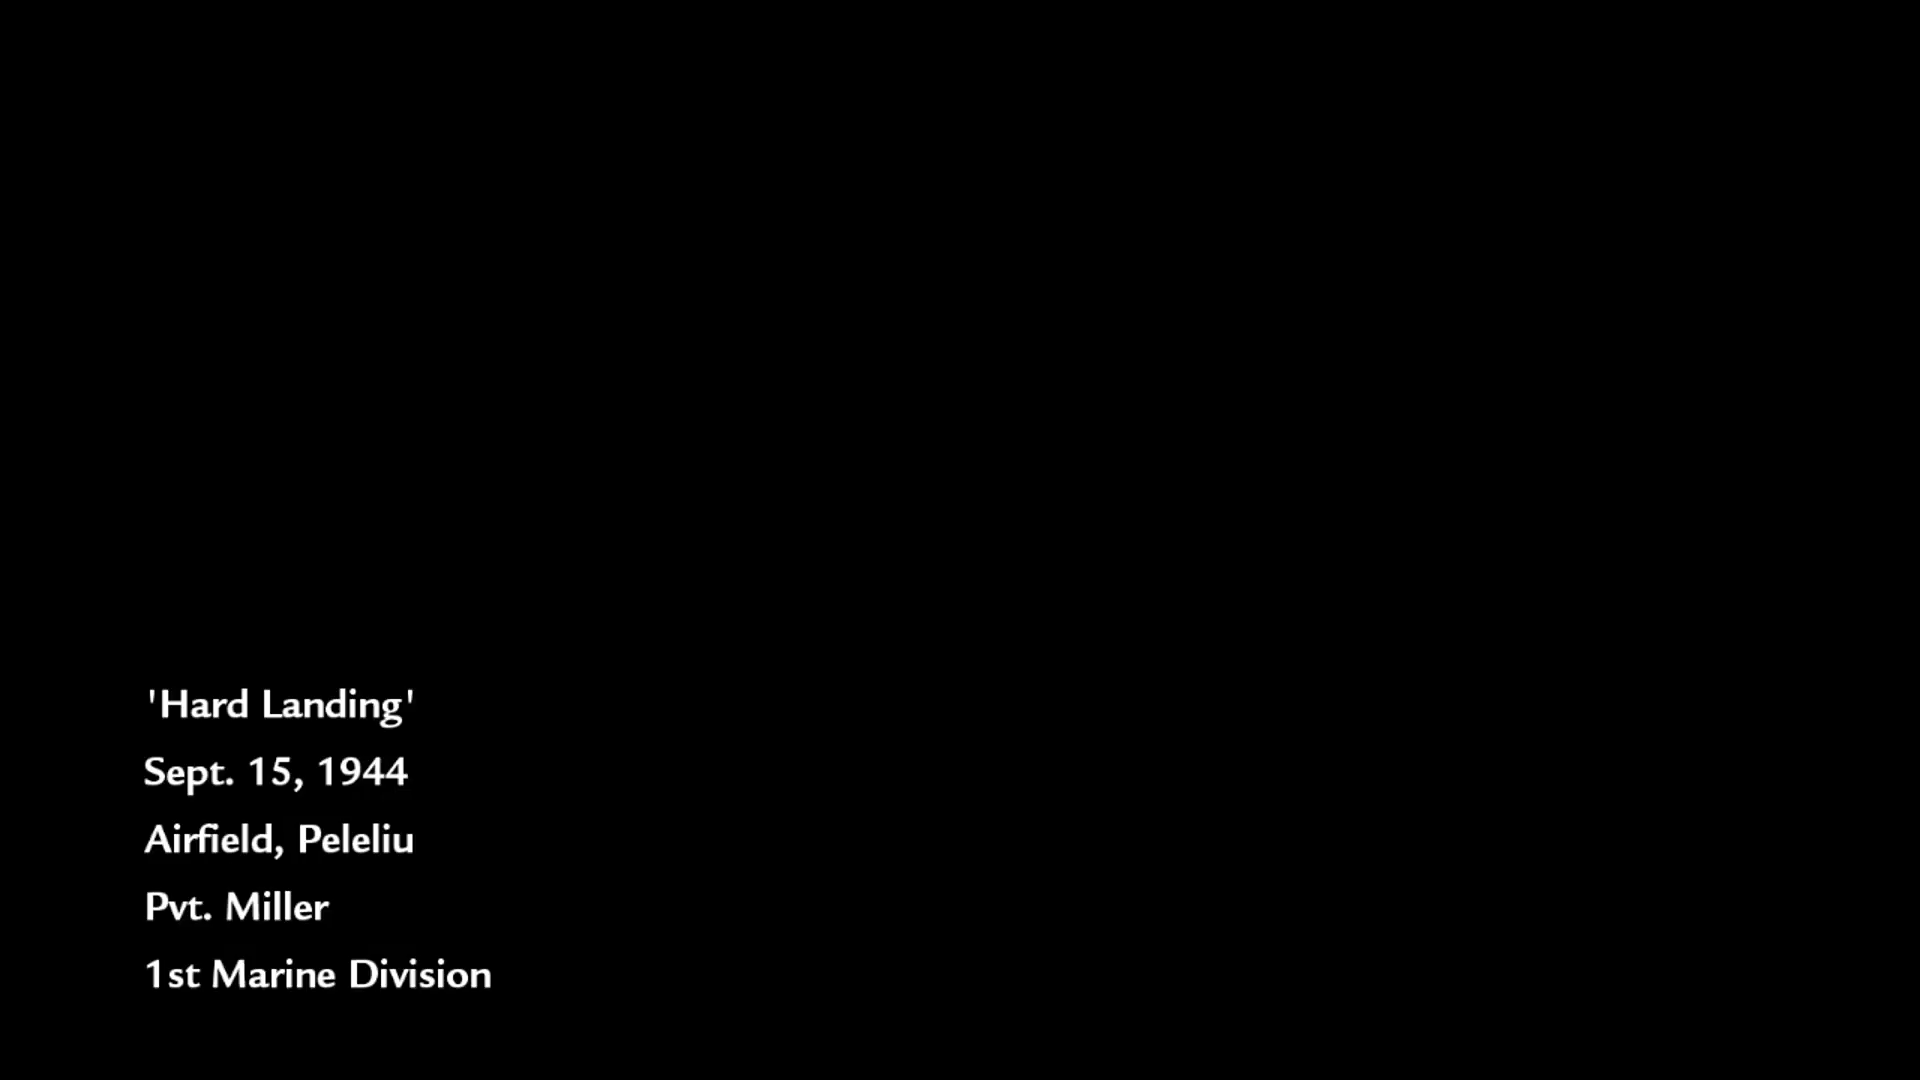 'Hard Landing'
Sept. 15, 1944
Airfield, Peleliu
Pvt. Miller
1st Marine Division